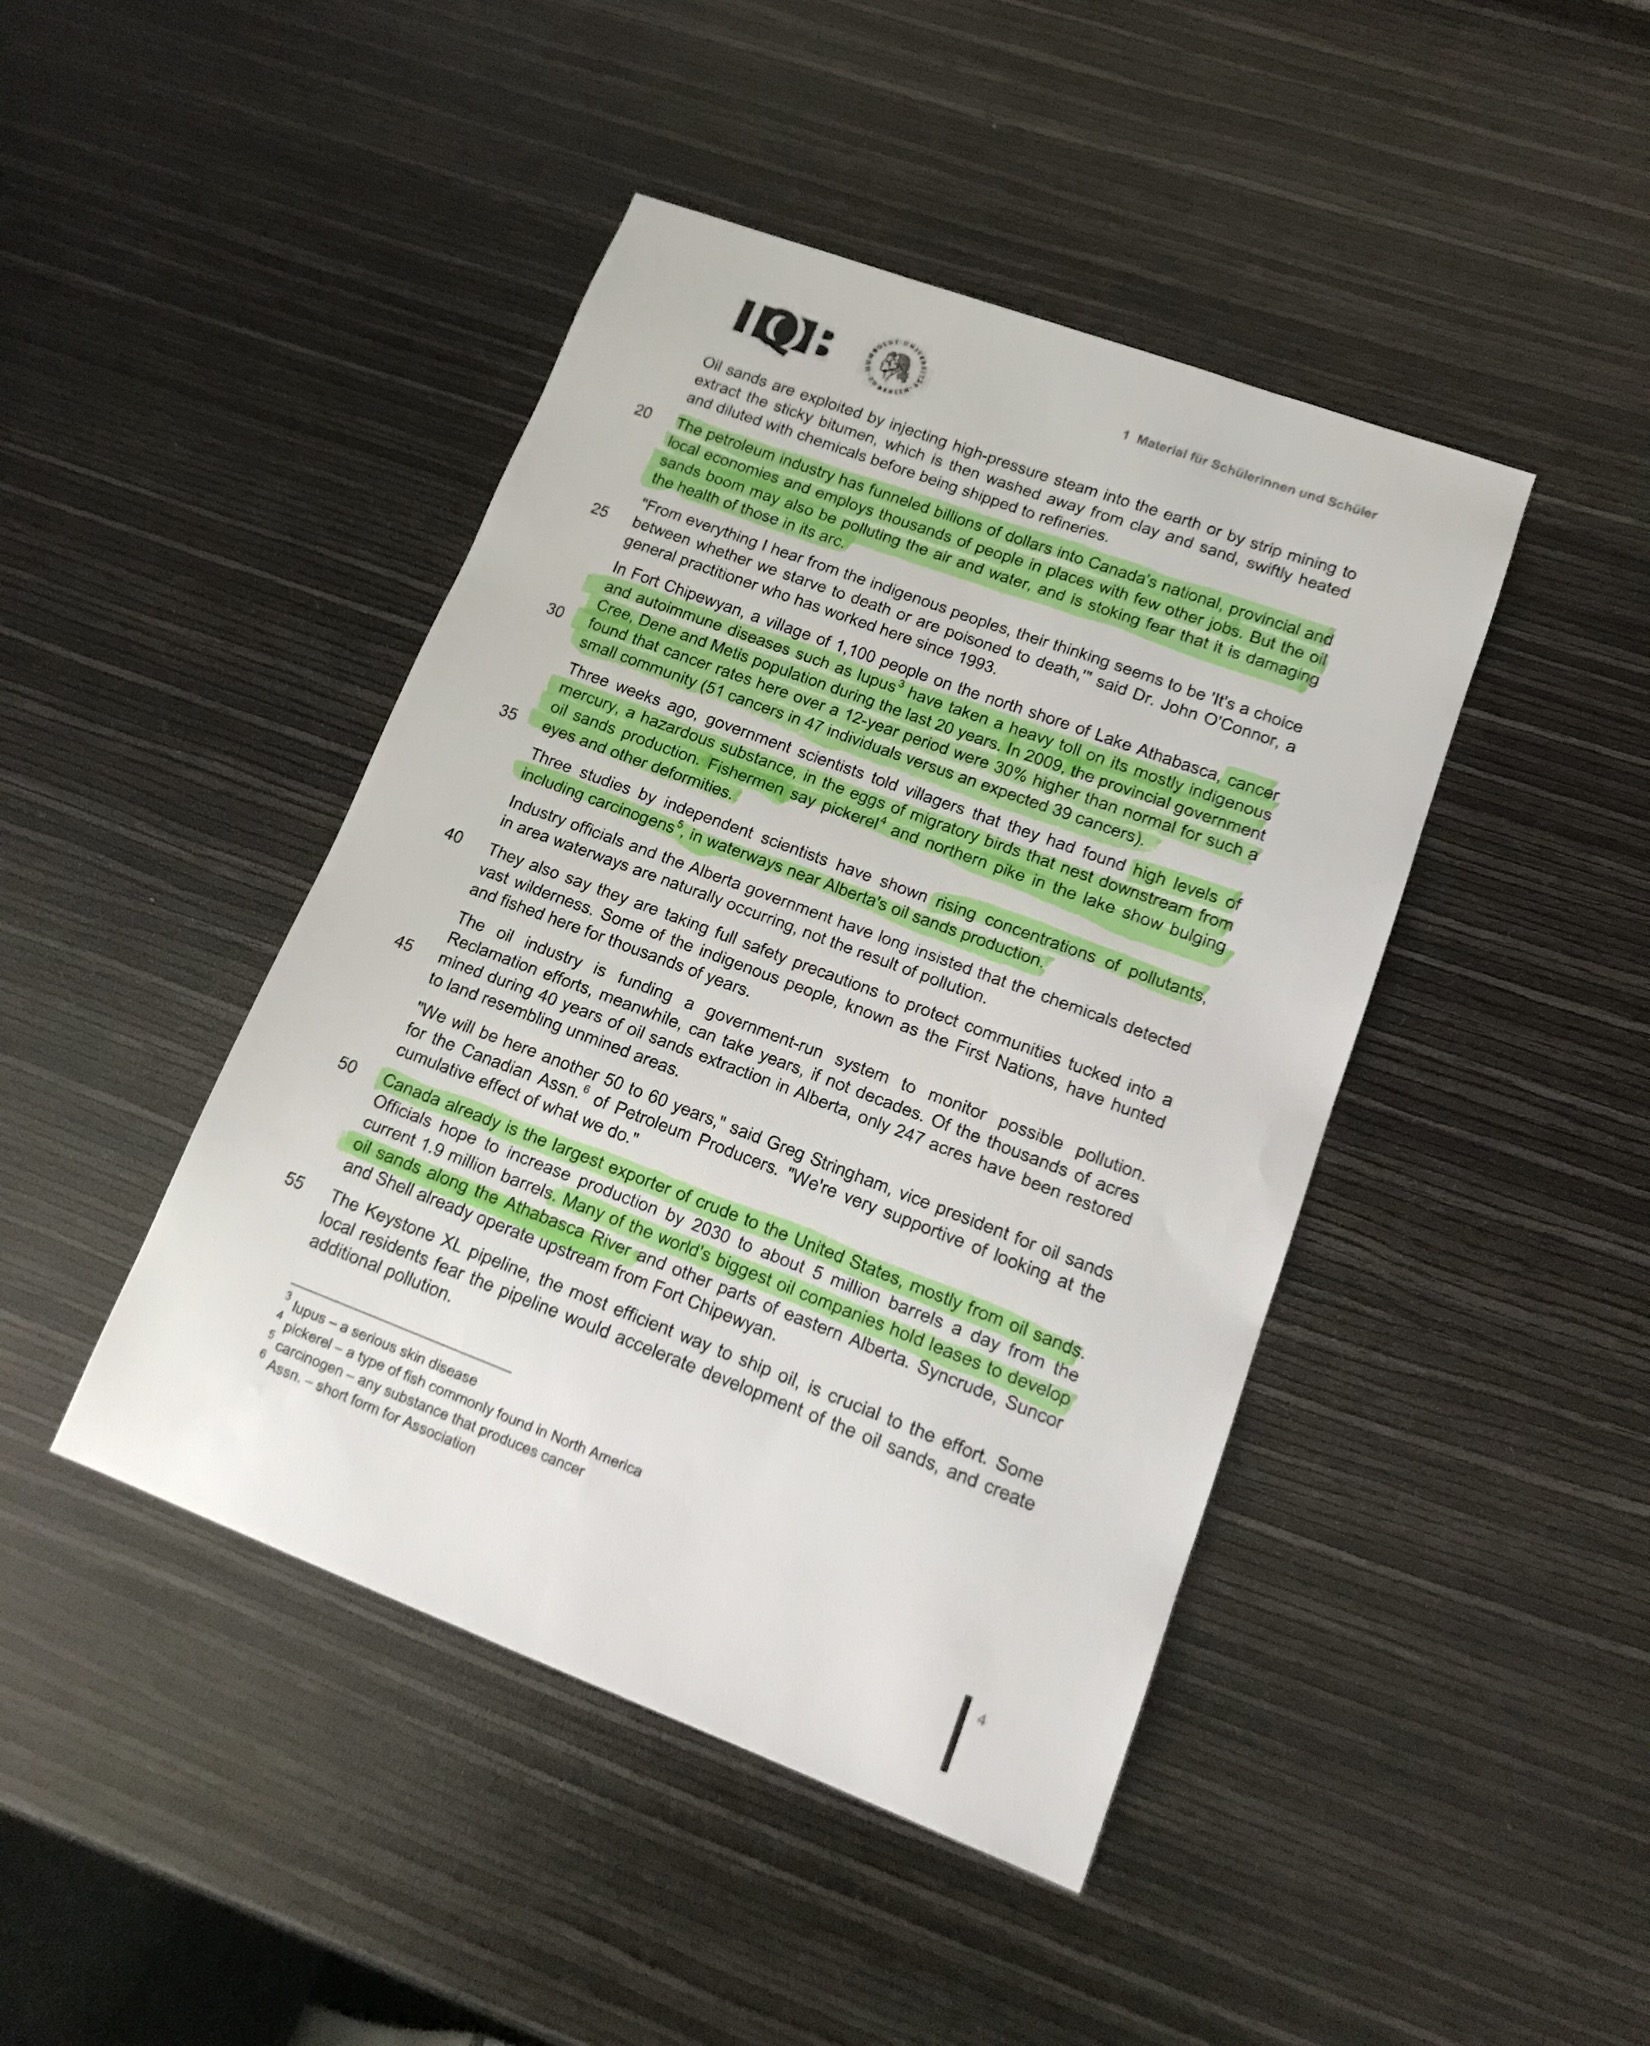 IQB
HUMBOLDT-UNIVERSITÄT ZU BERLIN
1 Material für Schülerinnen und Schüler
Oil sands are exploited by injecting high-pressure steam into the earth or by strip mining to
extract the sticky bitumen, which is then washed away from clay and sand, swiftly heated
20 and diluted with chemicals before being shipped to refineries.
The petroleum industry has funneled billions of dollars into Canada's national, provincial and
local economies and employs thousands of people in places with few other jobs. But the oil
sands boom may also be polluting the air and water, and is stoking fear that it is damaging
the health of those in its arc.
25 "From everything I hear from the indigenous peoples, their thinking seems to be 'It's a choice
between whether we starve to death or are poisoned to death,'" said Dr. John O'Connor, a
general practitioner who has worked here since 1993.
In Fort Chipewyan, a village of 1,100 people on the north shore of Lake Athabasca, cancer
and autoimmune diseases such as lupus3 have taken a heavy toll on its mostly indigenous
30 Cree, Dene and Metis population during the last 20 years. In 2009, the provincial government
found that cancer rates here over a 12-year period were 30% higher than normal for such a
small community (51 cancers in 47 individuals versus an expected 39 cancers).
Three weeks ago, government scientists told villagers that they had found high levels of
mercury, a hazardous substance, in the eggs of migratory birds that nest downstream from
35 oil sands production. Fishermen say pickerel4 and northern pike in the lake show bulging
eyes and other deformities.
Three studies by independent scientists have shown rising concentrations of pollutants,
including carcinogens5, in waterways near Alberta's oil sands production.
Industry officials and the Alberta government have long insisted that the chemicals detected
40 in area waterways are naturally occurring, not the result of pollution.
They also say they are taking full safety precautions to protect communities tucked into a
vast wilderness. Some of the indigenous people, known as the First Nations, have hunted
and fished here for thousands of years.
The oil industry is funding a government-run system to monitor possible pollution.
45 Reclamation efforts, meanwhile, can take years, if not decades. Of the thousands of acres
mined during 40 years of oil sands extraction in Alberta, only 247 acres have been restored
to land resembling unmined areas.
"We will be here another 50 to 60 years," said Greg Stringham, vice president for oil sands
for the Canadian Assn.6 of Petroleum Producers. "We're very supportive of looking at the
50 cumulative effect of what we do."
Canada already is the largest exporter of crude to the United States, mostly from oil sands.
Officials hope to increase production by 2030 to about 5 million barrels a day from the
current 1.9 million barrels. Many of the world's biggest oil companies hold leases to develop
oil sands along the Athabasca River and other parts of eastern Alberta. Syncrude, Suncor
55 and Shell already operate upstream from Fort Chipewyan.
The Keystone XL pipeline, the most efficient way to ship oil, is crucial to the effort. Some
local residents fear the pipeline would accelerate development of the oil sands, and create
additional pollution.
3 lupus – a serious skin disease
4 pickerel – a type of fish commonly found in North America
5 carcinogen – any substance that produces cancer
6 Assn. – short form for Association
4